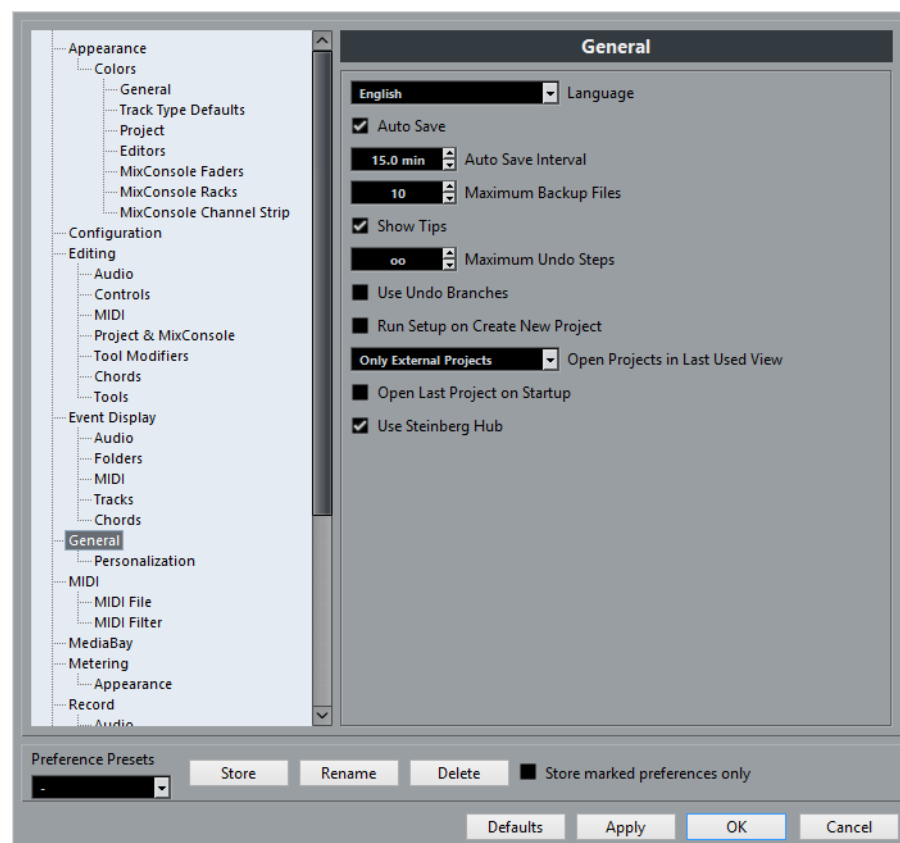 Appearance
Colors
General
Track Type Defaults
Project
Editors
MixConsole Faders
MixConsole Racks
MixConsole Channel Strip
Configuration
Editing
Audio
Controls
MIDI
Project & MixConsole
Tool Modifiers
Chords
Tools
Event Display
Audio
Folders
MIDI
Tracks
Chords
General
Personalization
MIDI
MIDI File
MIDI Filter
MediaBay
Metering
Appearance
Record
Audio
General
English Language
Auto Save
15.0 min Auto Save Interval
10 Maximum Backup Files
Show Tips
oo Maximum Undo Steps
Use Undo Branches
Run Setup on Create New Project
Only External Projects Open Projects in Last Used View
Open Last Project on Startup
Use Steinberg Hub
Preference Presets
-
Store Rename Delete Store marked preferences only
Defaults Apply OK Cancel